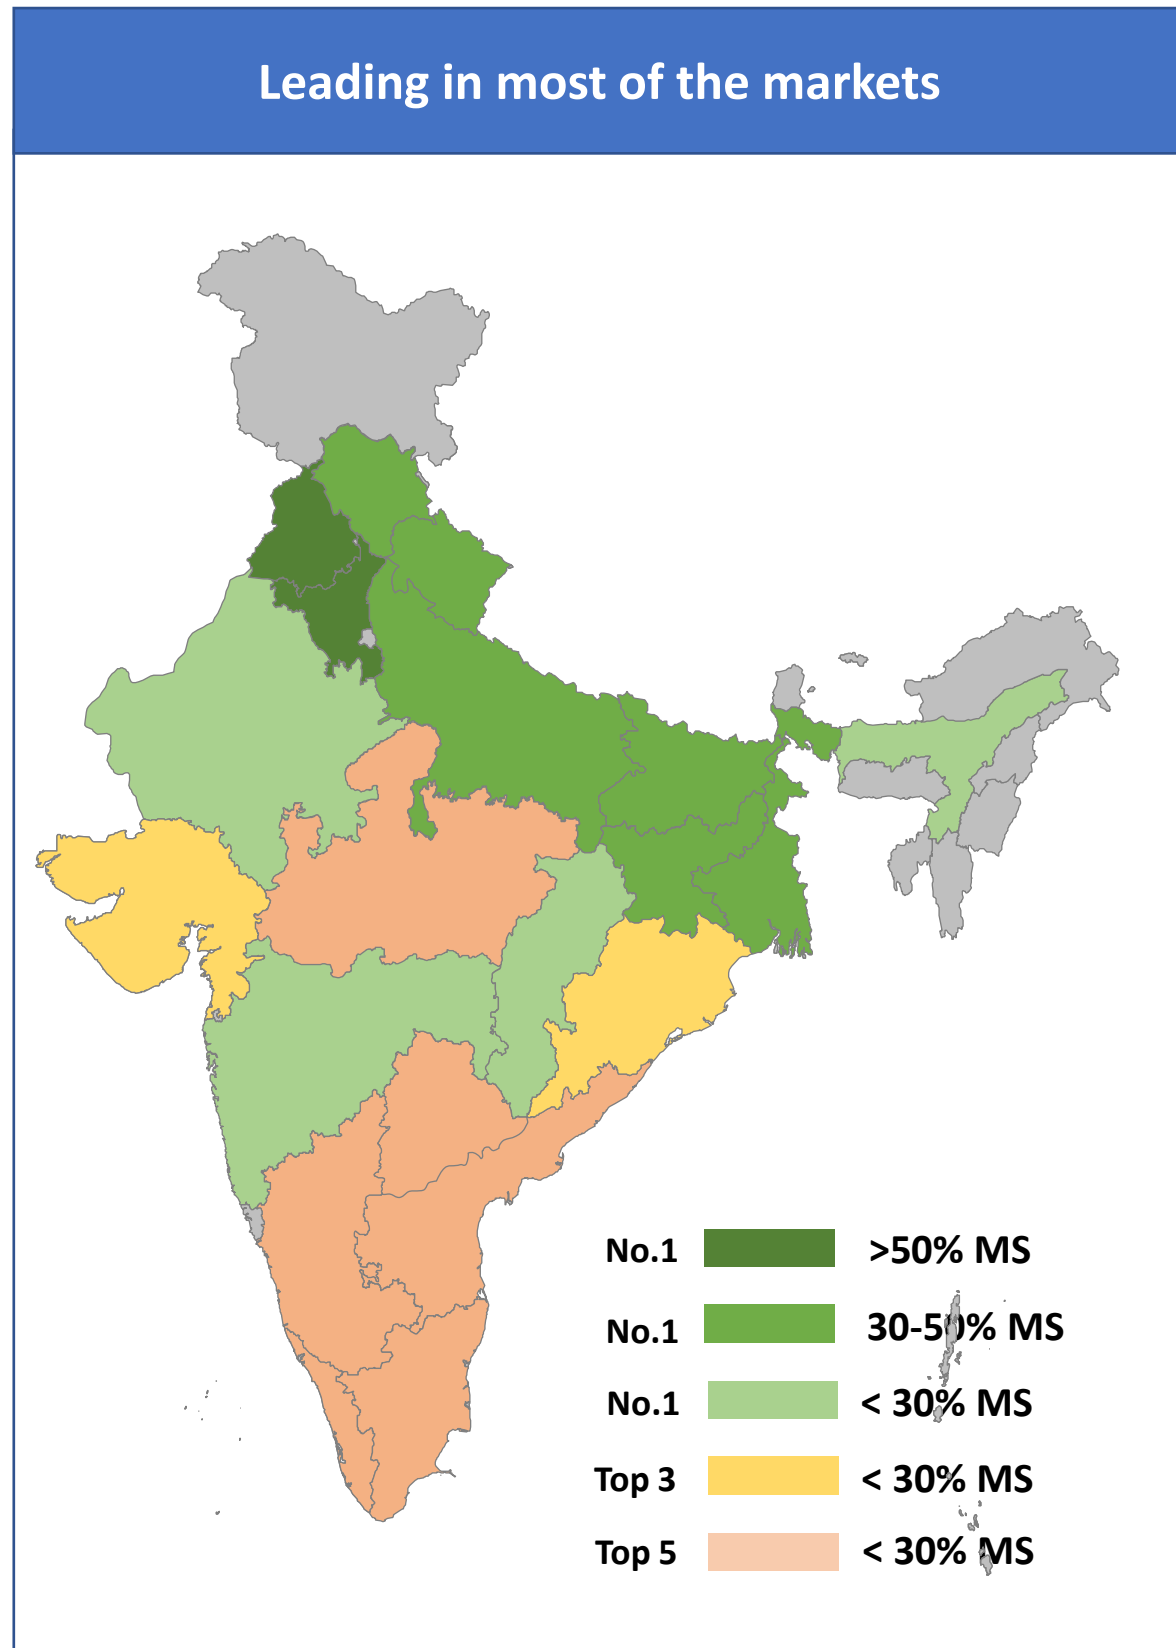 Leading in most of the markets
No.1 >50% MS
No.1 30-50% MS
No.1 < 30% MS
Top 3 < 30% MS
Top 5 < 30% MS